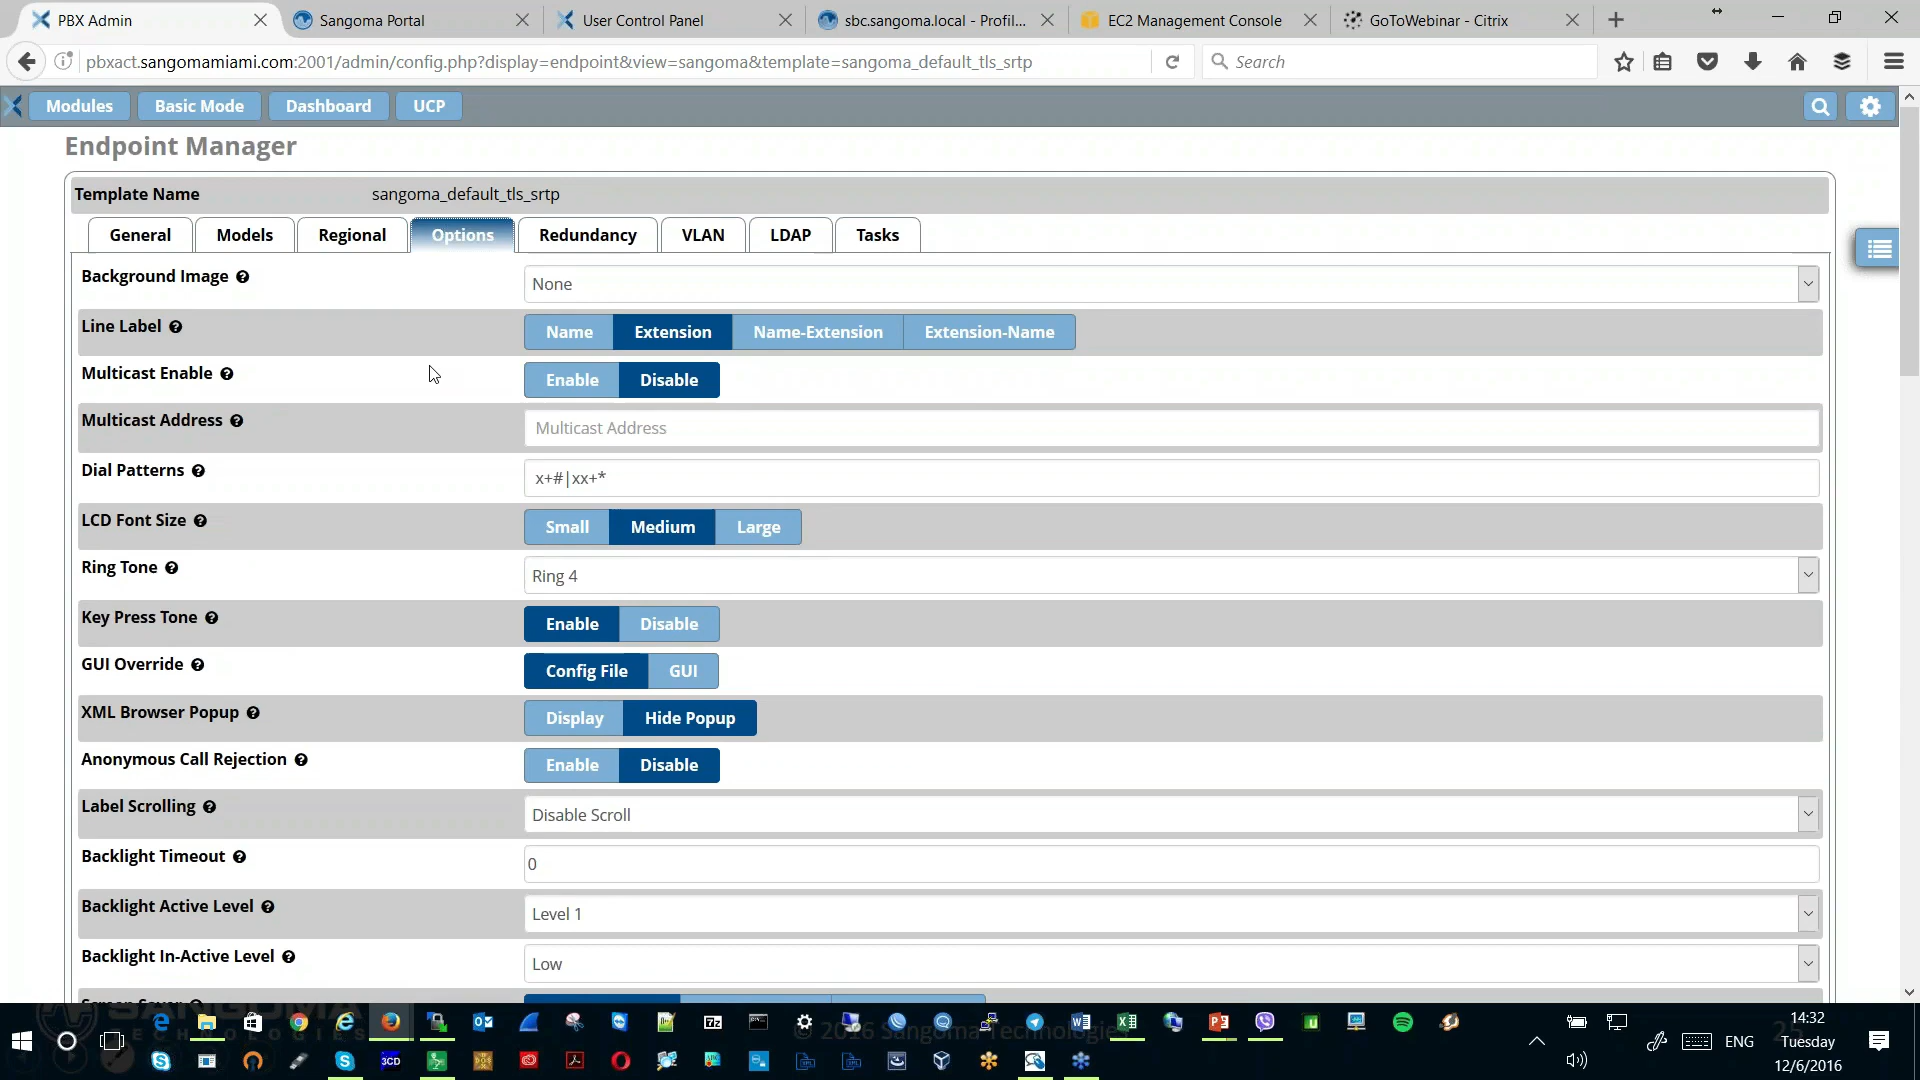 PBX Admin
Sangoma Portal
User Control Panel
sbc.sangoma.local - Profil...
EC2 Management Console
GoToWebinar - Citrix
pbxact.sangomamiami.com:2001/admin/config.php?display=endpoint&view=sangoma&template=sangoma_default_tls_srtp
Search
Modules
Basic Mode
Dashboard
UCP
Endpoint Manager
Template Name sangoma_default_tls_srtp
General Models Regional Options Redundancy VLAN LDAP Tasks
Background Image None
Line Label Name Extension Name-Extension Extension-Name
Multicast Enable Enable Disable
Multicast Address Multicast Address
Dial Patterns x+#|xx+*
LCD Font Size Small Medium Large
Ring Tone Ring 4
Key Press Tone Enable Disable
GUI Override Config File GUI
XML Browser Popup Display Hide Popup
Anonymous Call Rejection Enable Disable
Label Scrolling Disable Scroll
Backlight Timeout 0
Backlight Active Level Level 1
Backlight In-Active Level Low
Screen Saver
© 2016 Sangoma Technologies
ENG
14:32
Tuesday
12/6/2016